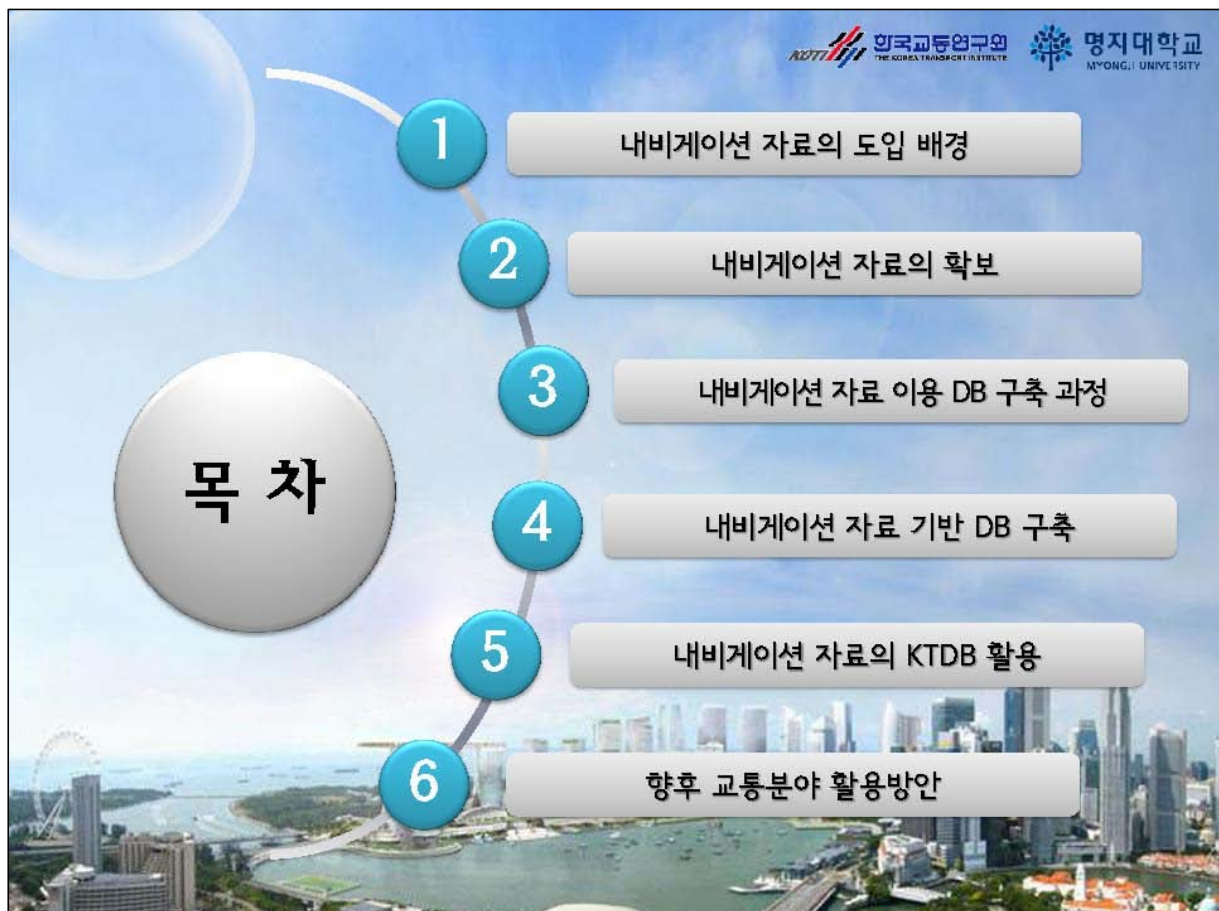 KOTI 한국교통연구원 명지대학교
THE KOREA TRANSPORT INSTITUTE MYONGJI UNIVERSITY
1 내비게이션 자료의 도입 배경
2 내비게이션 자료의 확보
3 내비게이션 자료 이용 DB 구축 과정
목 차
4 내비게이션 자료 기반 DB 구축
5 내비게이션 자료의 KTDB 활용
6 향후 교통분야 활용방안